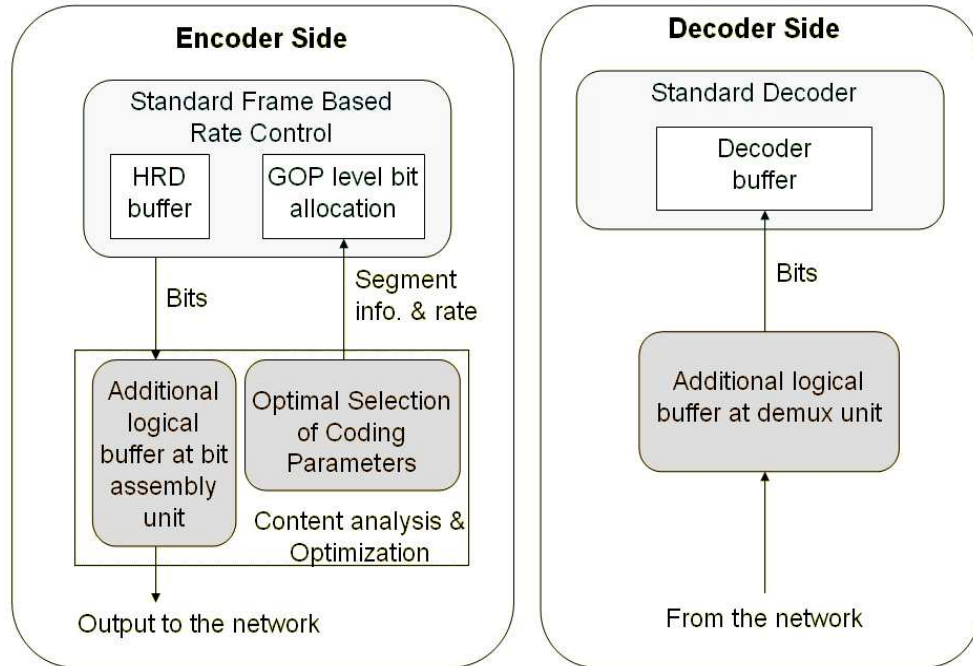 Encoder Side
Standard Frame Based
Rate Control
HRD
buffer
GOP level bit
allocation
Bits
Segment
info. & rate
Additional
logical
buffer at bit
assembly
unit
Optimal Selection
of Coding
Parameters
Content analysis &
Optimization
Output to the network
Decoder Side
Standard Decoder
Decoder
buffer
Bits
Additional logical
buffer at demux unit
From the network